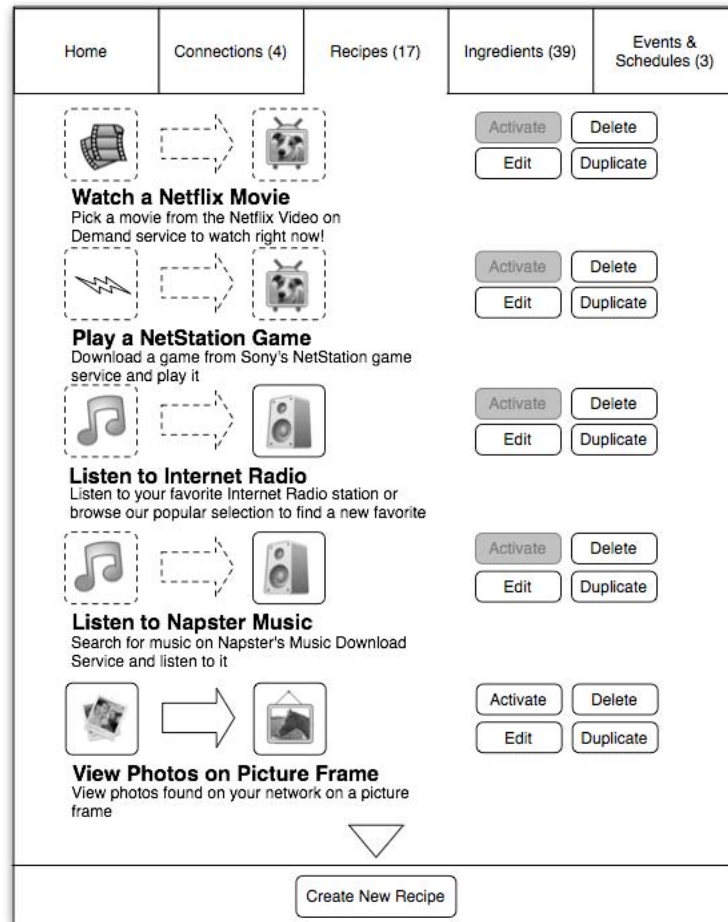 Home
Connections (4)
Recipes (17)
Ingredients (39)
Events &
Schedules (3)
Activate
Delete
Edit
Duplicate
Watch a Netflix Movie
Pick a movie from the Netflix Video on
Demand service to watch right now!
Activate
Delete
Edit
Duplicate
Play a NetStation Game
Download a game from Sony's NetStation game
service and play it
Activate
Delete
Edit
Duplicate
Listen to Internet Radio
Listen to your favorite Internet Radio station or
browse our popular selection to find a new favorite
Activate
Delete
Edit
Duplicate
Listen to Napster Music
Search for music on Napster's Music Download
Service and listen to it
Activate
Delete
Edit
Duplicate
View Photos on Picture Frame
View photos found on your network on a picture
frame
Create New Recipe